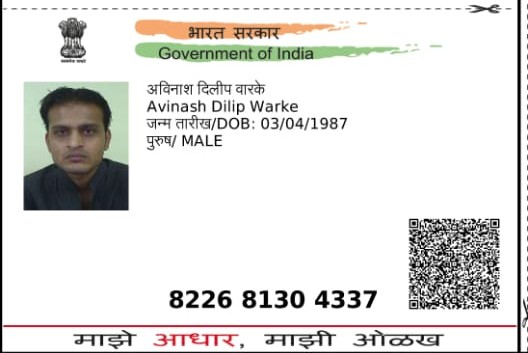 भारत सरकार
Government of India
अविनाश दिलीप वारके
Avinash Dilip Warke
जन्म तारीख/DOB: 03/04/1987
पुरुष/ MALE
8226 8130 4337
माझे आधार, माझी ओळख